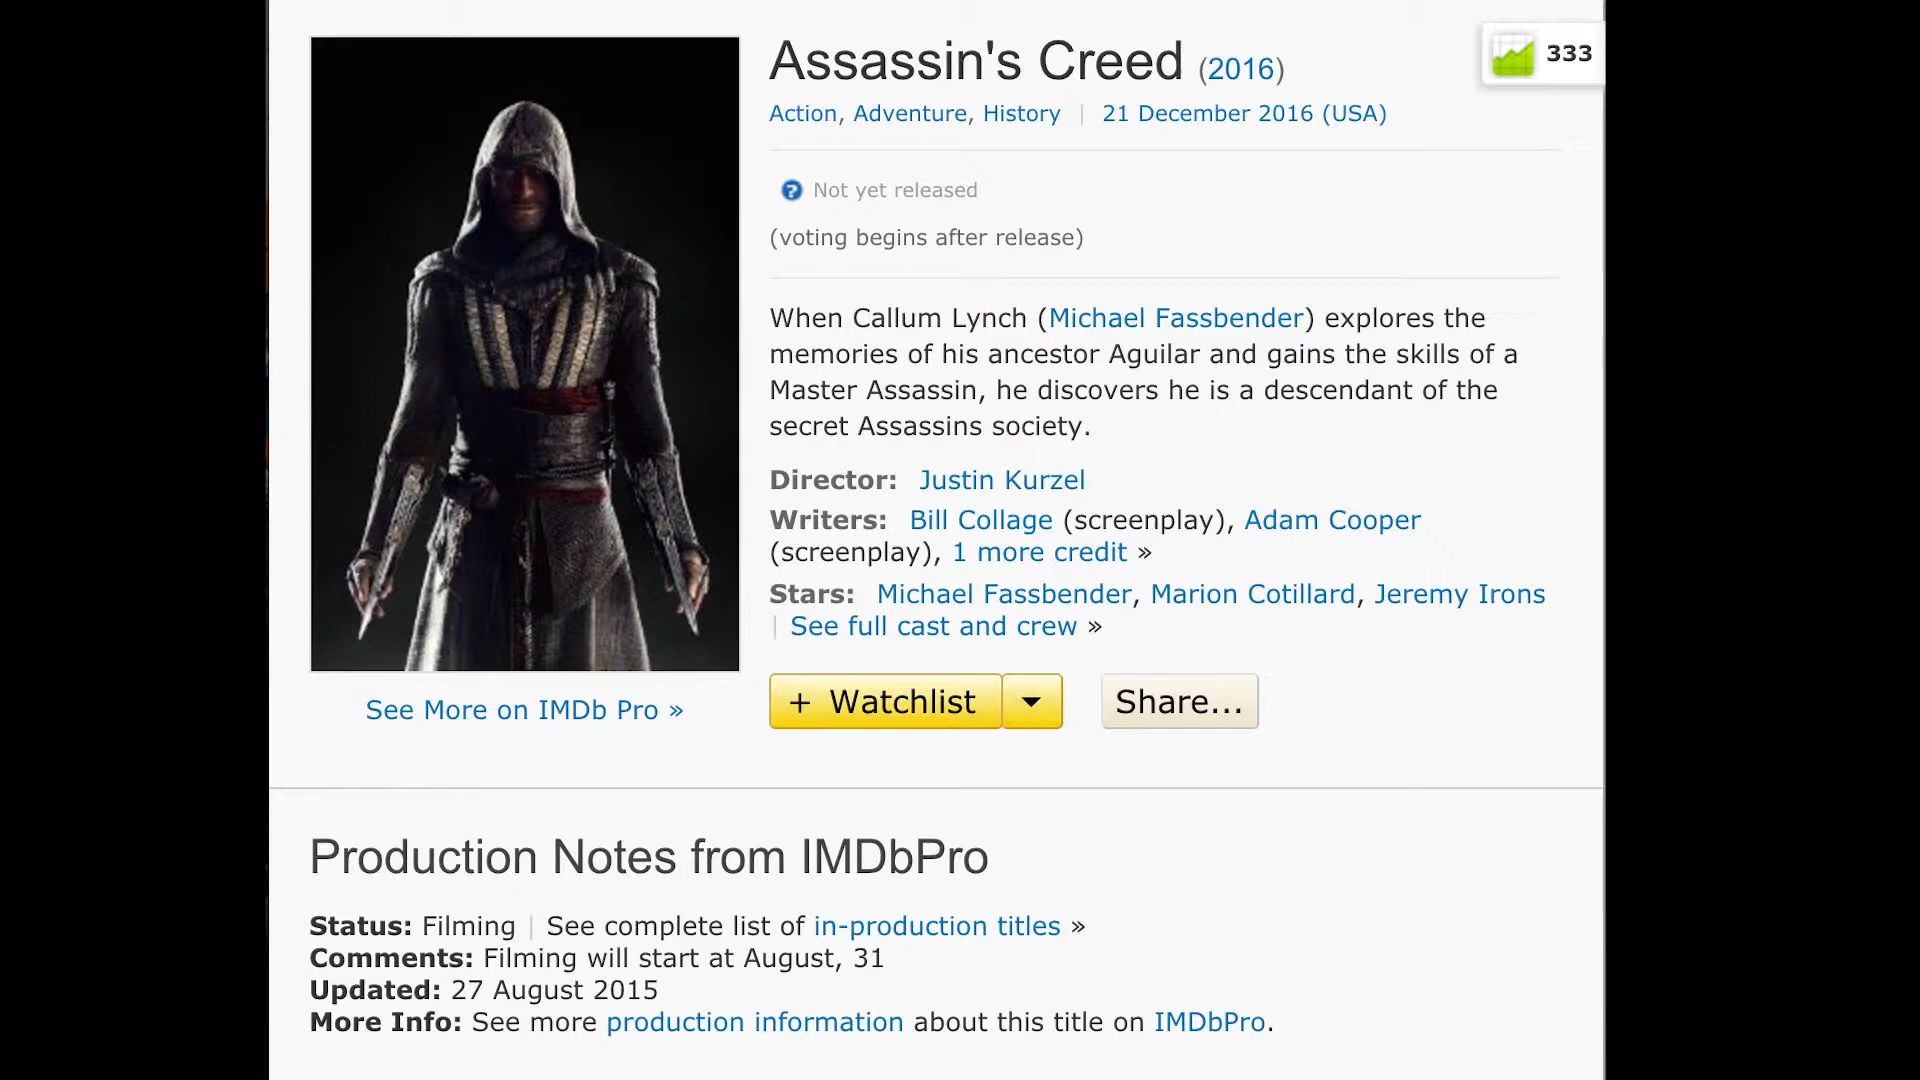 Assassin's Creed (2016)
333
Action, Adventure, History | 21 December 2016 (USA)
? Not yet released
(voting begins after release)
When Callum Lynch (Michael Fassbender) explores the
memories of his ancestor Aguilar and gains the skills of a
Master Assassin, he discovers he is a descendant of the
secret Assassins society.
Director: Justin Kurzel
Writers: Bill Collage (screenplay), Adam Cooper
(screenplay), 1 more credit »
Stars: Michael Fassbender, Marion Cotillard, Jeremy Irons
| See full cast and crew »
+ Watchlist
Share...
See More on IMDb Pro »
Production Notes from IMDbPro
Status: Filming | See complete list of in-production titles »
Comments: Filming will start at August, 31
Updated: 27 August 2015
More Info: See more production information about this title on IMDbPro.